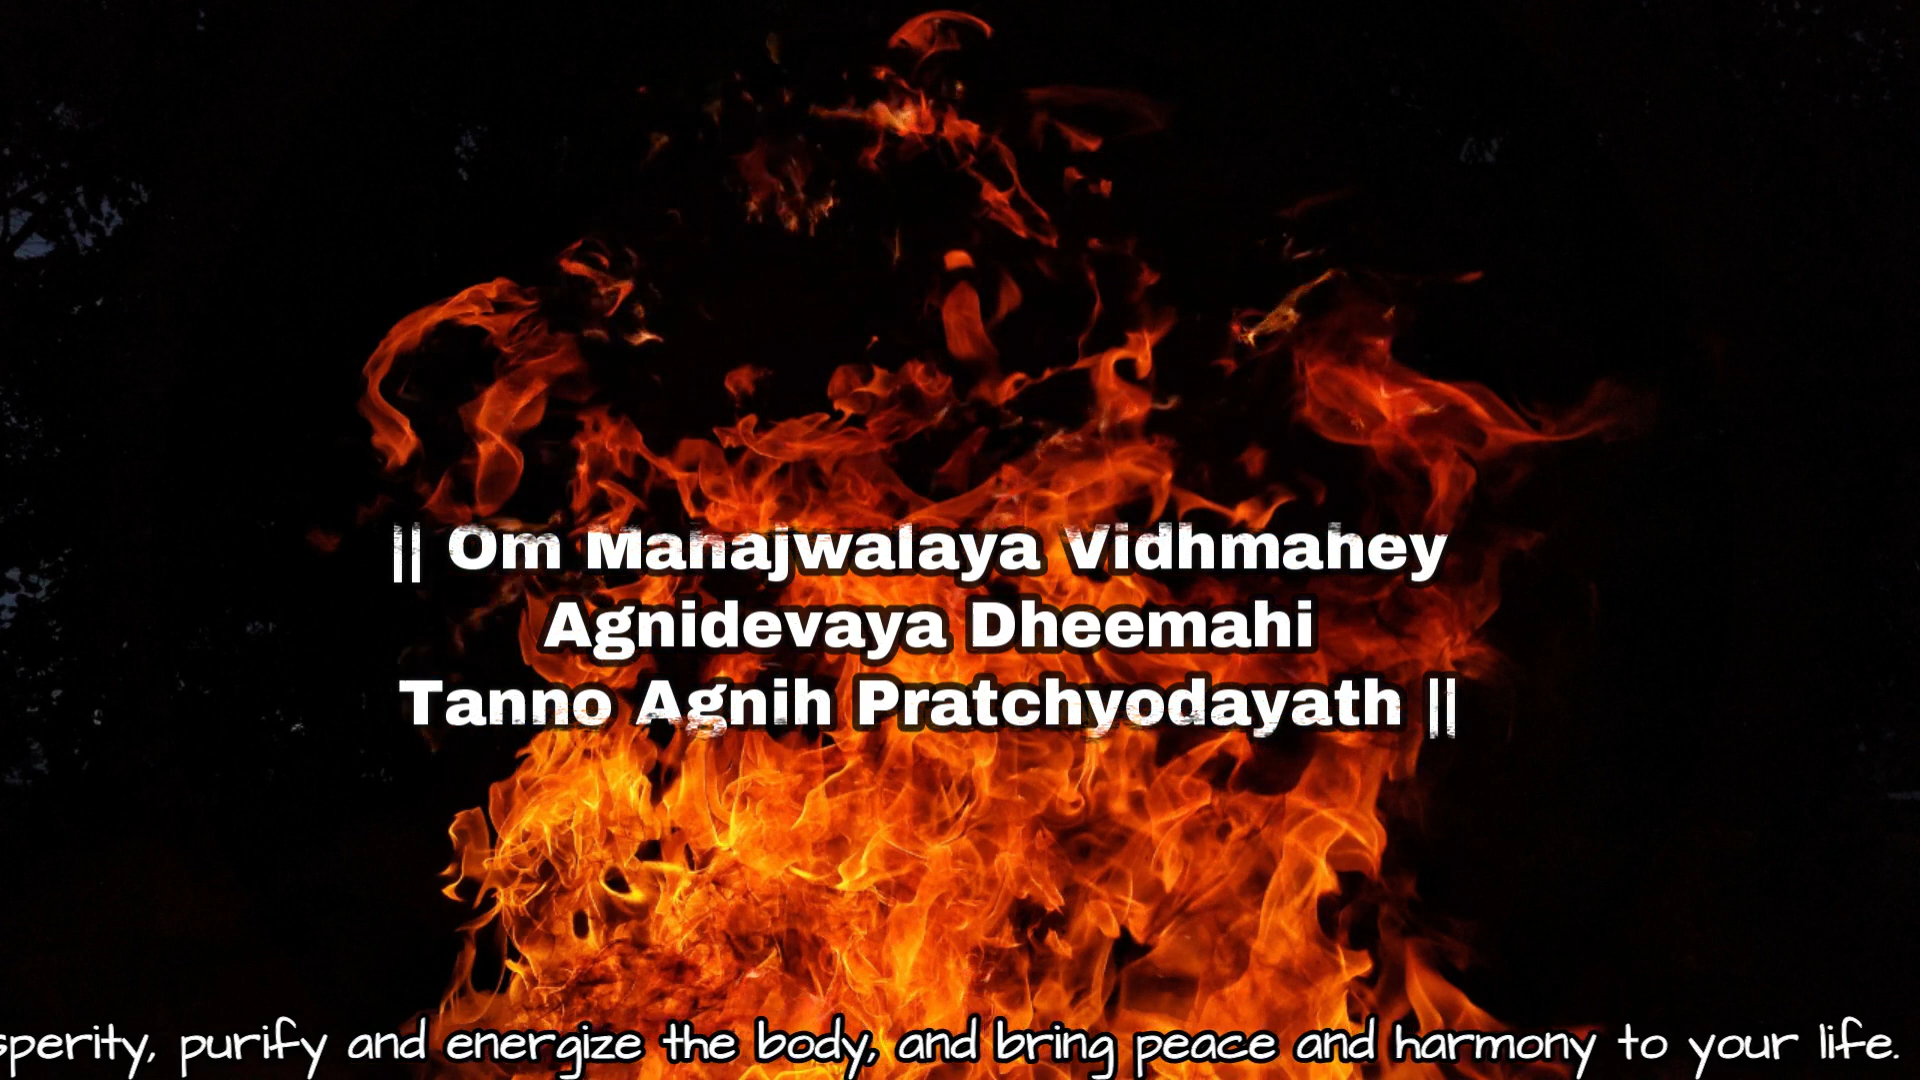 || Om Mahajwalaya Vidhmahey
Agnidevaya Dheemahi
Tanno Agnih Pratchyodayath ||
purify and energize the body, and bring peace and harmony to your life.